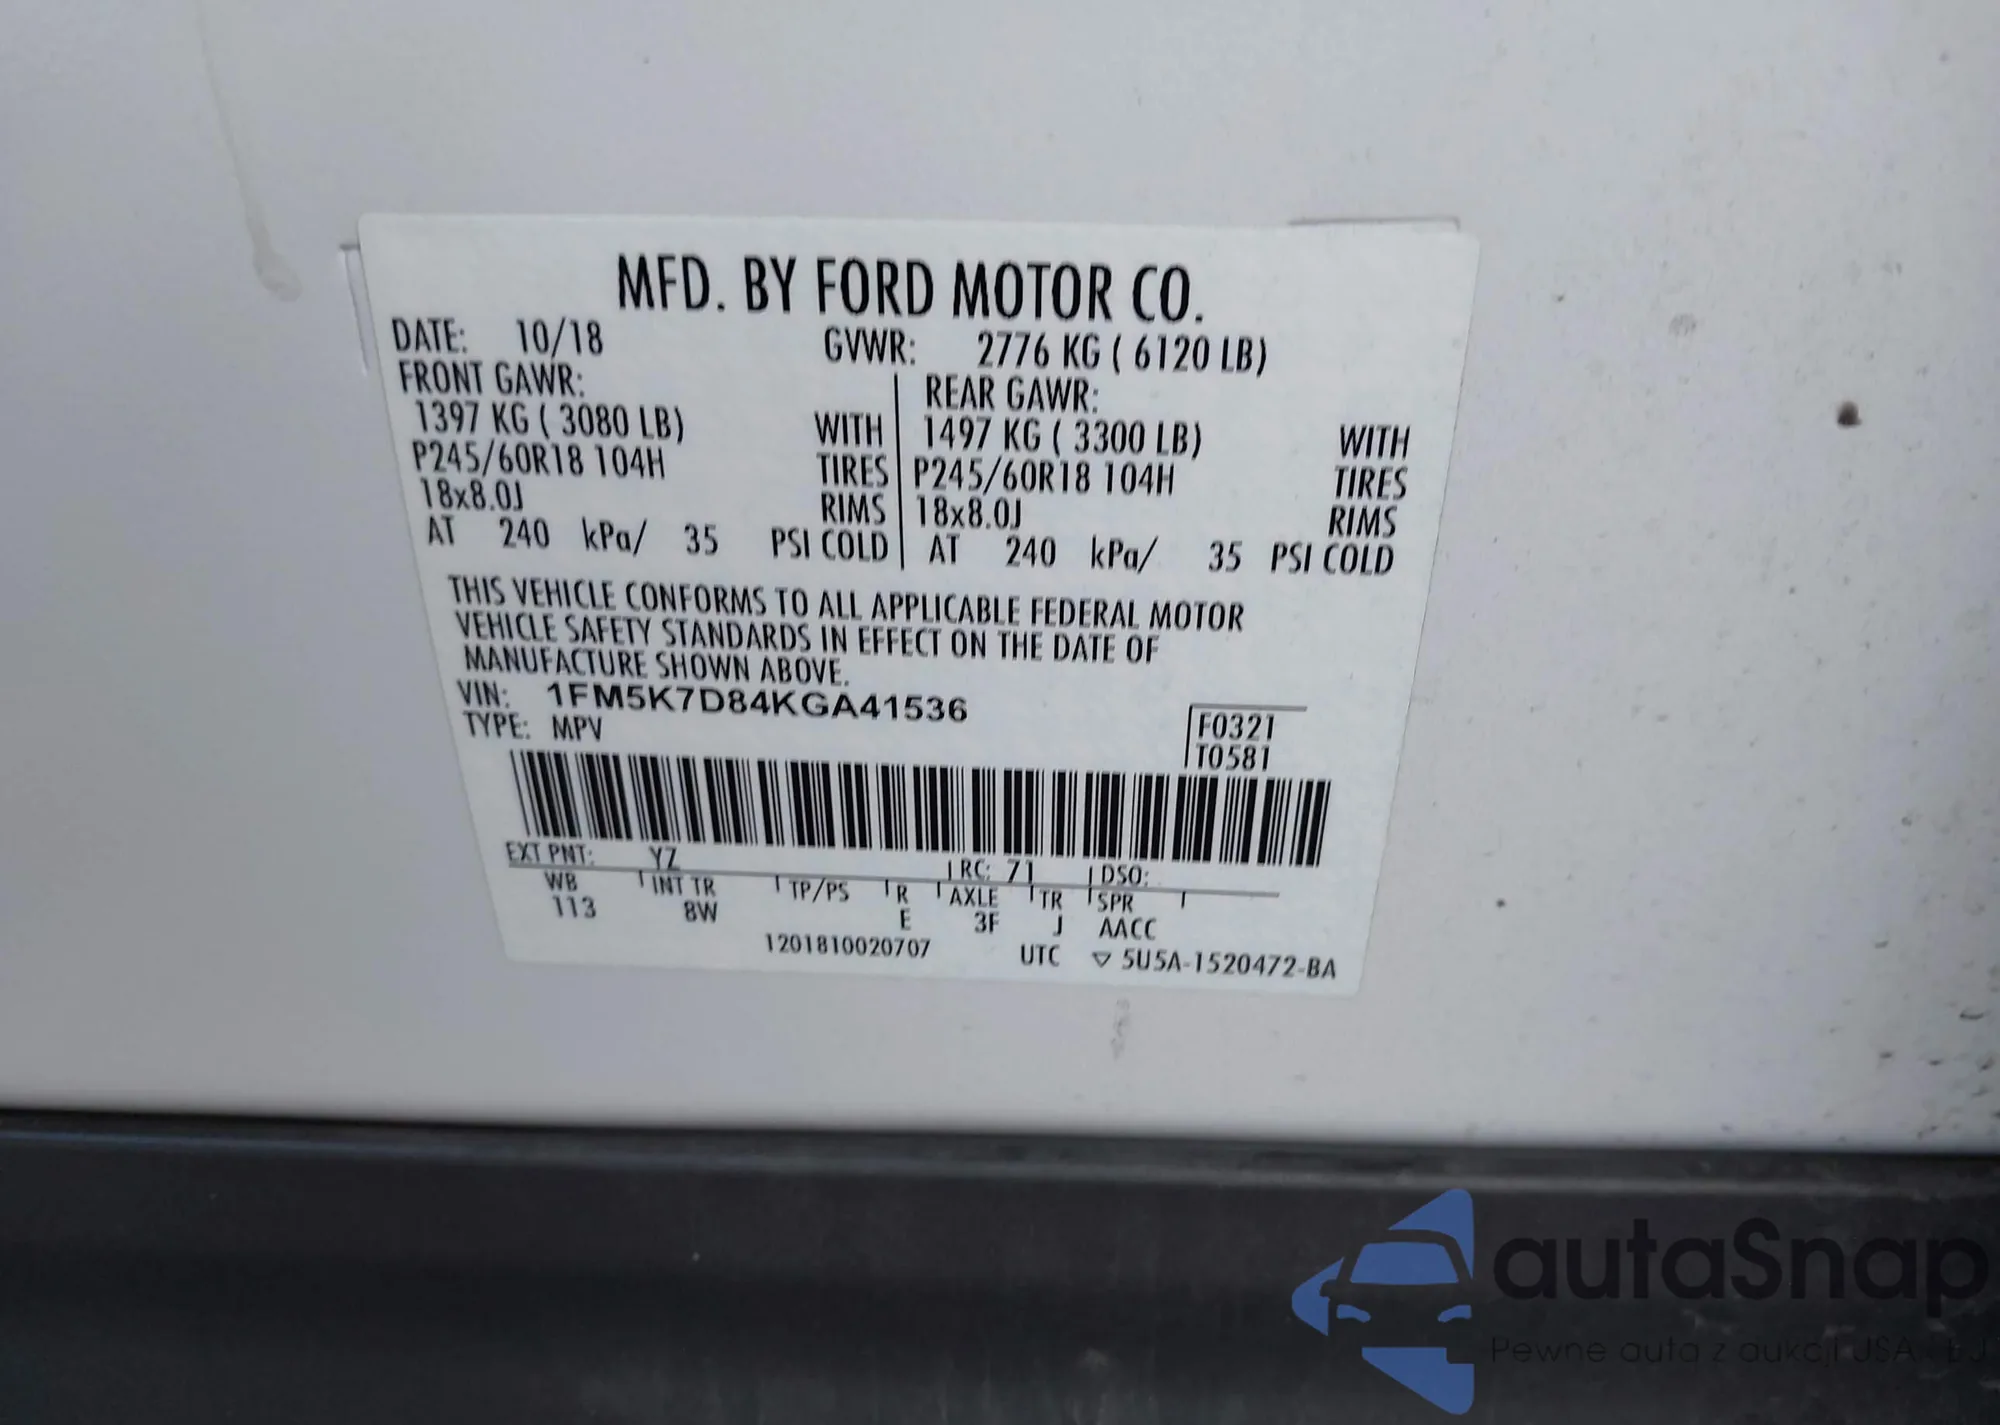 MFD. BY FORD MOTOR CO.
DATE: 10/18 GVWR: 2776 KG ( 6120 LB)
FRONT GAWR: REAR GAWR:
1397 KG ( 3080 LB) WITH 1497 KG ( 3300 LB) WITH
P245/60R18 104H TIRES P245/60R18 104H TIRES
18x8.0J RIMS 18x8.0J RIMS
AT 240 kPa/ 35 PSI COLD AT 240 kPa/ 35 PSI COLD
THIS VEHICLE CONFORMS TO ALL APPLICABLE FEDERAL MOTOR
VEHICLE SAFETY STANDARDS IN EFFECT ON THE DATE OF
MANUFACTURE SHOWN ABOVE.
VIN: 1FM5K7D84KGA41536
TYPE: MPV
F0321
T0581
EXT PNT: YZ RC: 71 DSO:
WB INT TR TP/PS R AXLE TR SPR
113 8W E 3F J AACC
1201810020707 UTC ▽ 5U5A-1520472-BA
autaSnap
Pewne auta z aukcji USA